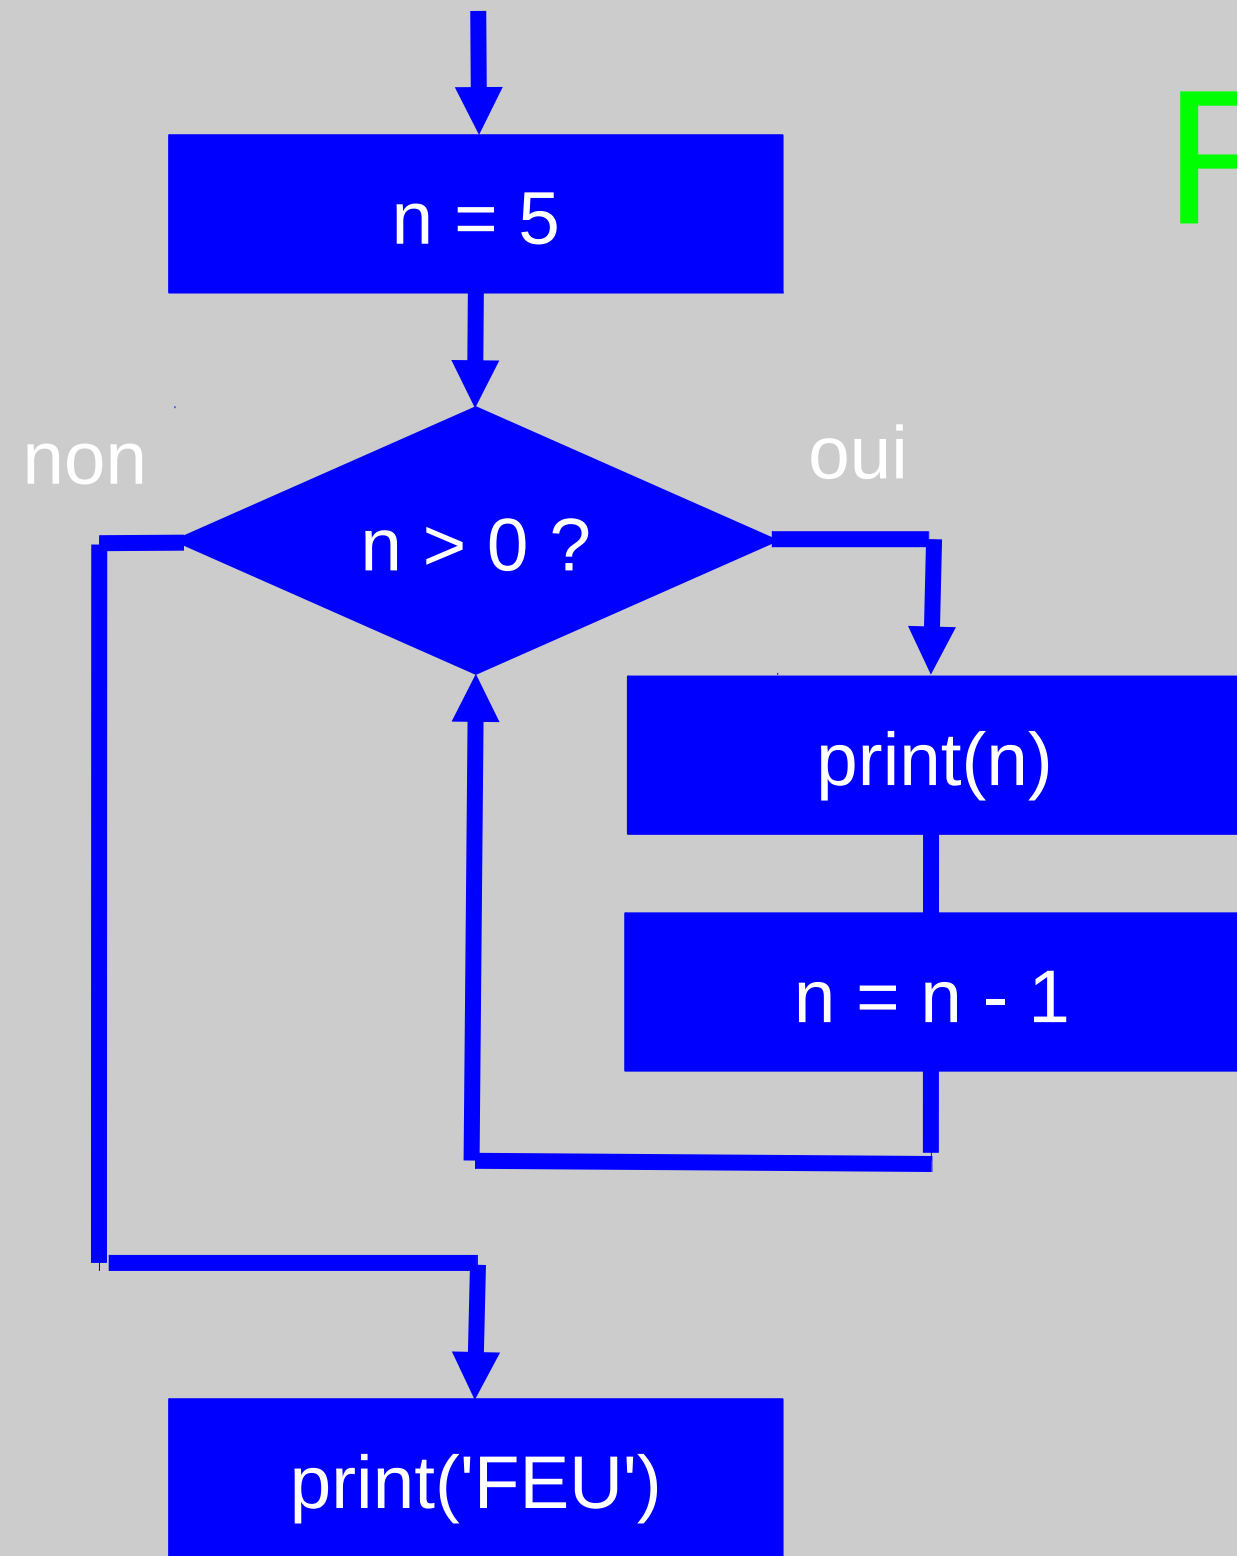 n = 5
non
oui
n > 0 ?
print(n)
n = n - 1
print('FEU')